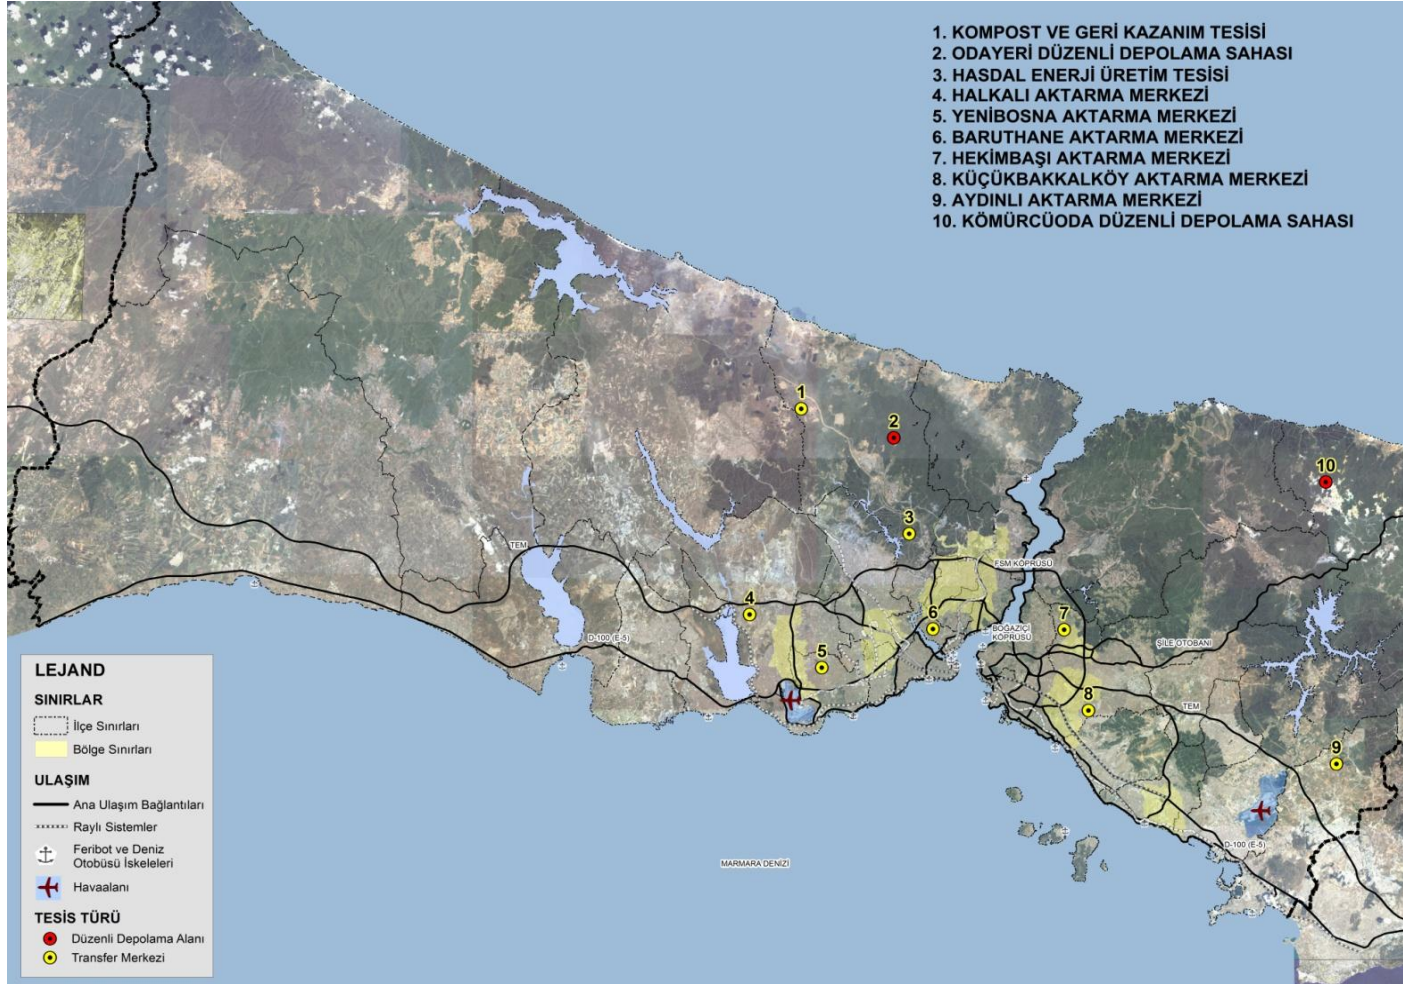 1. KOMPOST VE GERİ KAZANIM TESİSİ
2. ODAYERİ DÜZENLİ DEPOLAMA SAHASI
3. HASDAL ENERJİ ÜRETİM TESİSİ
4. HALKALI AKTARMA MERKEZİ
5. YENİBOSNA AKTARMA MERKEZİ
6. BARUTHANE AKTARMA MERKEZİ
7. HEKİMBAŞI AKTARMA MERKEZİ
8. KÜÇÜKBAKKALKÖY AKTARMA MERKEZİ
9. AYDINLI AKTARMA MERKEZİ
10. KÖMÜRCÜODA DÜZENLİ DEPOLAMA SAHASI
1
2
10
3
TEM
FSM KÖPRÜSÜ
4
6
7
BOĞAZİÇİ
KÖPRÜSÜ
D-100 (E-5)
ŞİLE OTOBANI
5
8
TEM
9
D-100 (E-5)
MARMARA DENİZİ
LEJAND
SINIRLAR
İlçe Sınırları
Bölge Sınırları
ULAŞIM
Ana Ulaşım Bağlantıları
Raylı Sistemler
Feribot ve Deniz
Otobüsü İskeleleri
Havaalanı
TESİS TÜRÜ
Düzenli Depolama Alanı
Transfer Merkezi